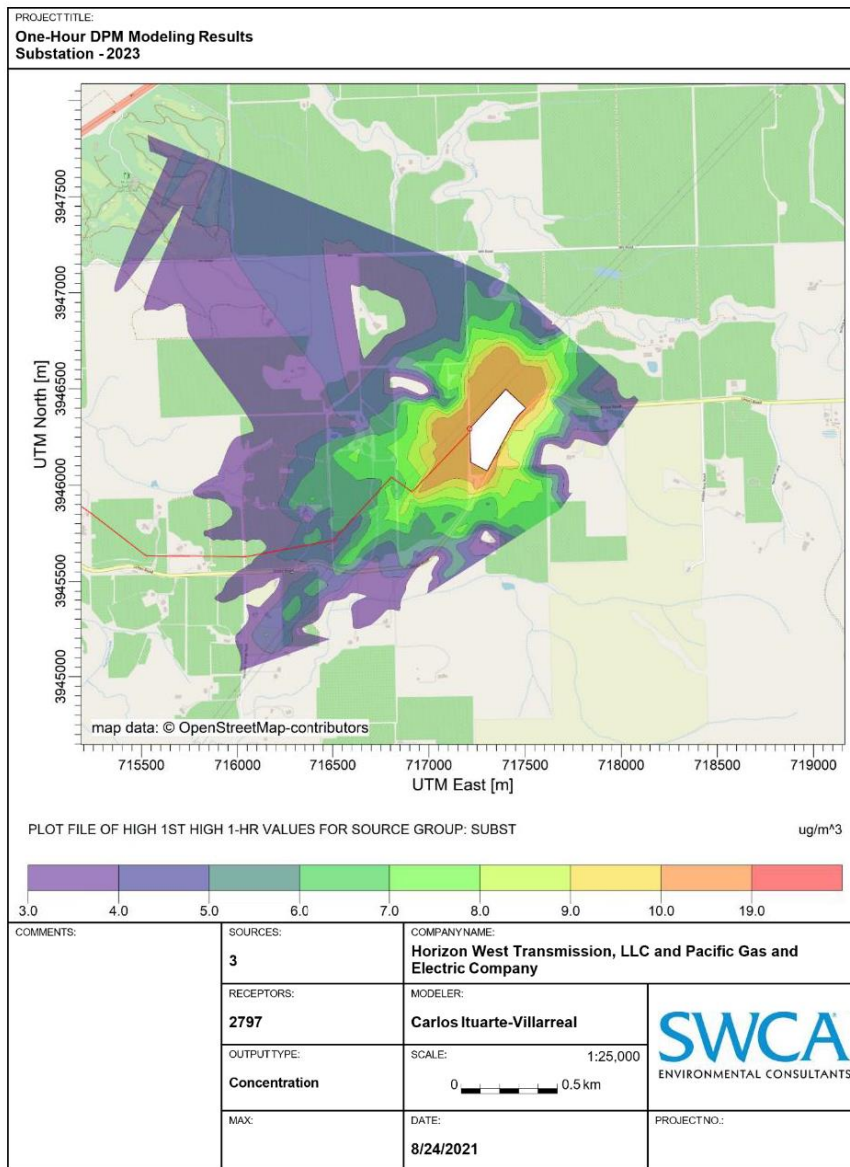 PROJECT TITLE:
One-Hour DPM Modeling Results
Substation - 2023
UTM North [m]
3947500
3947000
3946500
3946000
3945500
3945000
map data: © OpenStreetMap-contributors
715500 716000 716500 717000 717500 718000 718500 719000
UTM East [m]
PLOT FILE OF HIGH 1ST HIGH 1-HR VALUES FOR SOURCE GROUP: SUBST
ug/m^3
3.0 4.0 5.0 6.0 7.0 8.0 9.0 10.0 19.0
COMMENTS:
SOURCES:
3
COMPANY NAME:
Horizon West Transmission, LLC and Pacific Gas and
Electric Company
RECEPTORS:
2797
MODELER:
Carlos Ituarte-Villarreal
OUTPUT TYPE:
Concentration
SCALE:
1:25,000
0 0.5 km
SWCA
ENVIRONMENTAL CONSULTANTS
MAX:
DATE:
8/24/2021
PROJECT NO.: